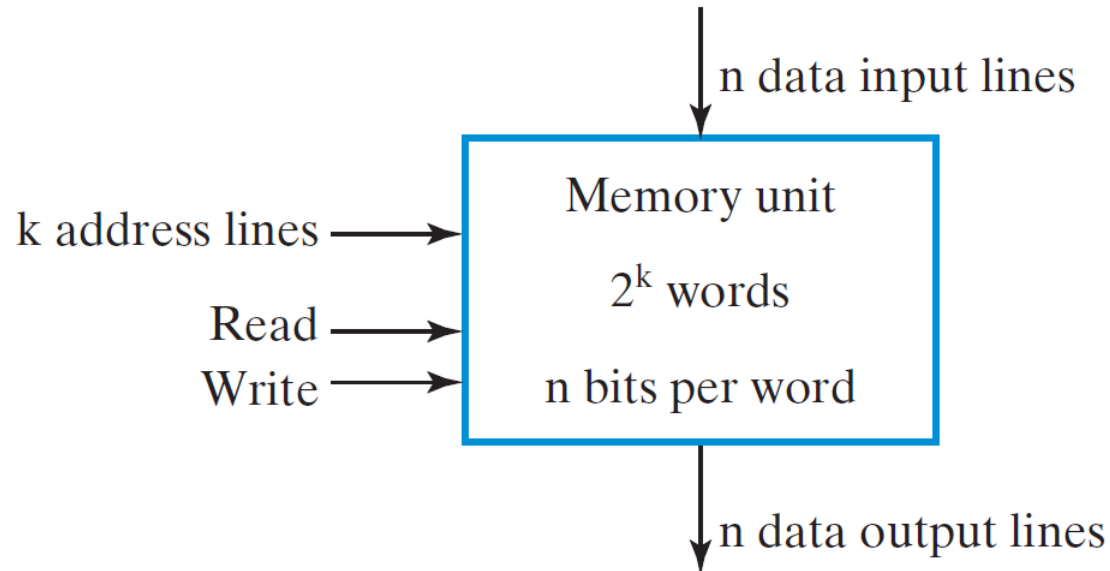 n data input lines
Memory unit
k address lines
2ᵏ words
Read
Write
n bits per word
n data output lines